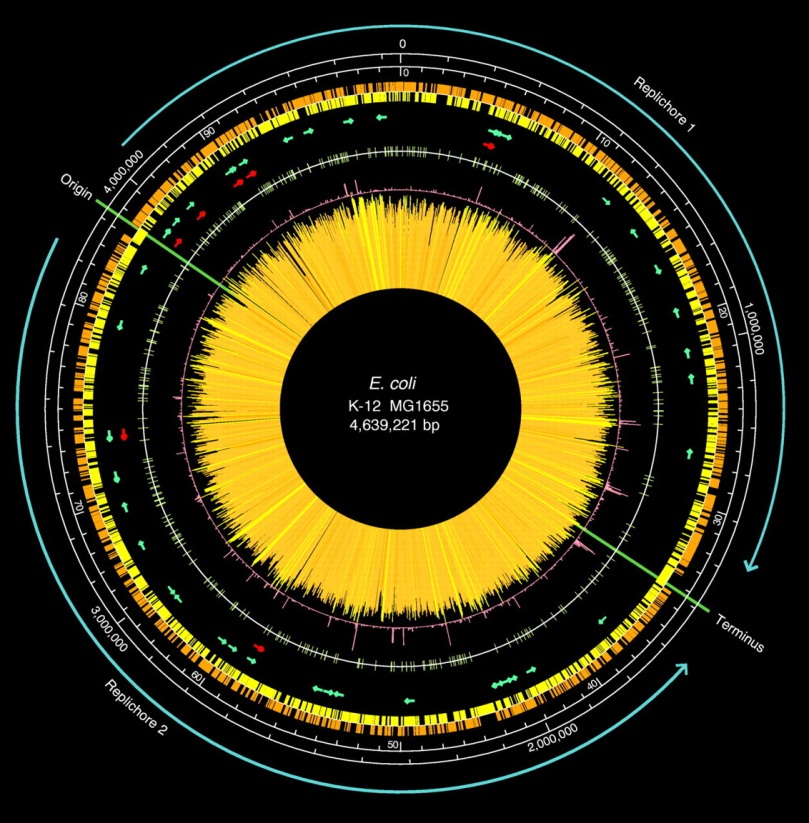 0
0
Replichore 1
10
90
4,000,000
Origin
80
20
1,000,000
E. coli
K-12 MG1655
4,639,221 bp
70
30
Terminus
3,000,000
60
40
Replichore 2
2,000,000
50